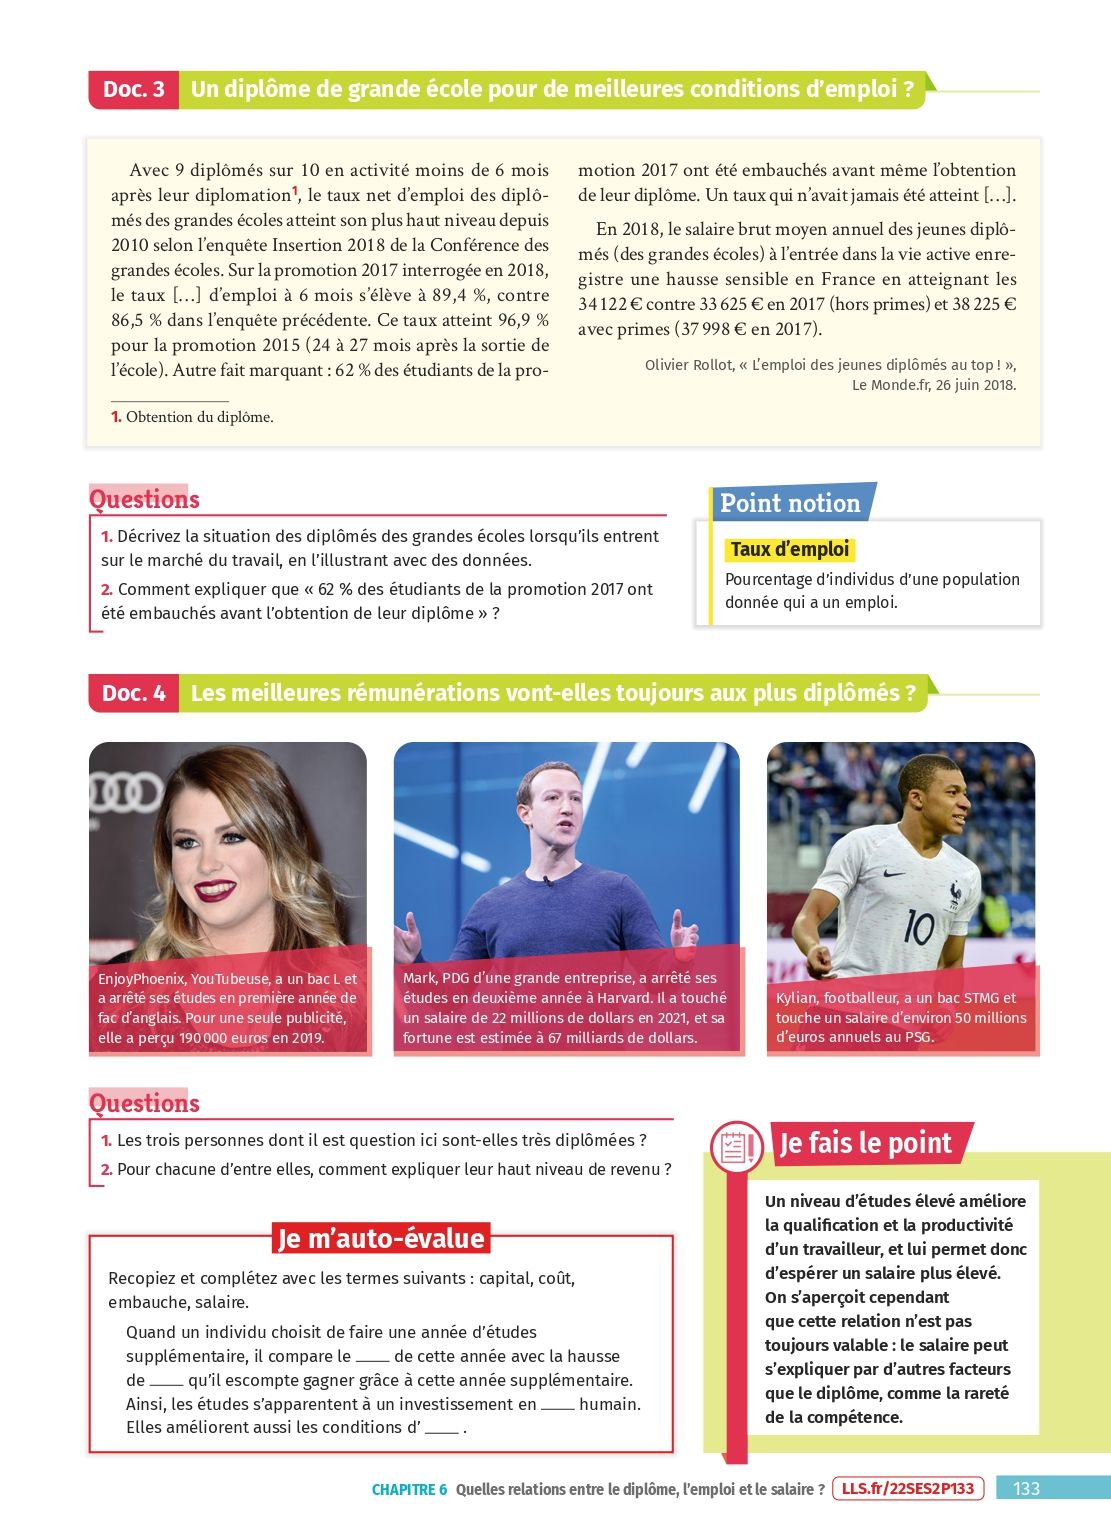 Doc. 3 Un diplôme de grande école pour de meilleures conditions d’emploi ?
Avec 9 diplômés sur 10 en activité moins de 6 mois
après leur diplomation1, le taux net d’emploi des diplô-
més des grandes écoles atteint son plus haut niveau depuis
2010 selon l’enquête Insertion 2018 de la Conférence des
grandes écoles. Sur la promotion 2017 interrogée en 2018,
le taux […] d’emploi à 6 mois s’élève à 89,4 %, contre
86,5 % dans l’enquête précédente. Ce taux atteint 96,9 %
pour la promotion 2015 (24 à 27 mois après la sortie de
l’école). Autre fait marquant : 62 % des étudiants de la pro-
motion 2017 ont été embauchés avant même l’obtention
de leur diplôme. Un taux qui n’avait jamais été atteint […].
En 2018, le salaire brut moyen annuel des jeunes diplô-
més (des grandes écoles) à l’entrée dans la vie active enre-
gistre une hausse sensible en France en atteignant les
34 122 € contre 33 625 € en 2017 (hors primes) et 38 225 €
avec primes (37 998 € en 2017).
Olivier Rollot, « L’emploi des jeunes diplômés au top ! »,
Le Monde.fr, 26 juin 2018.
1. Obtention du diplôme.
Questions
1. Décrivez la situation des diplômés des grandes écoles lorsqu’ils entrent
sur le marché du travail, en l’illustrant avec des données.
2. Comment expliquer que « 62 % des étudiants de la promotion 2017 ont
été embauchés avant l’obtention de leur diplôme » ?
Point notion
Taux d’emploi
Pourcentage d’individus d’une population
donnée qui a un emploi.
Doc. 4 Les meilleures rémunérations vont-elles toujours aux plus diplômés ?
EnjoyPhoenix, YouTubeuse, a un bac L et
a arrêté ses études en première année de
fac d’anglais. Pour une seule publicité,
elle a perçu 190 000 euros en 2019.
Mark, PDG d’une grande entreprise, a arrêté ses
études en deuxième année à Harvard. Il a touché
un salaire de 22 millions de dollars en 2021, et sa
fortune est estimée à 67 milliards de dollars.
10
Kylian, footballeur, a un bac STMG et
touche un salaire d’environ 50 millions
d’euros annuels au PSG.
Questions
1. Les trois personnes dont il est question ici sont-elles très diplômées ?
2. Pour chacune d’entre elles, comment expliquer leur haut niveau de revenu ?
Je m’auto-évalue
Recopiez et complétez avec les termes suivants : capital, coût,
embauche, salaire.
Quand un individu choisit de faire une année d’études
supplémentaire, il compare le ____ de cette année avec la hausse
de ____ qu’il escompte gagner grâce à cette année supplémentaire.
Ainsi, les études s’apparentent à un investissement en ____ humain.
Elles améliorent aussi les conditions d’ ____ .
Je fais le point
Un niveau d’études élevé améliore
la qualification et la productivité
d’un travailleur, et lui permet donc
d’espérer un salaire plus élevé.
On s’aperçoit cependant
que cette relation n’est pas
toujours valable : le salaire peut
s’expliquer par d’autres facteurs
que le diplôme, comme la rareté
de la compétence.
CHAPITRE 6 Quelles relations entre le diplôme, l’emploi et le salaire ? LLS.fr/22SES2P133 133